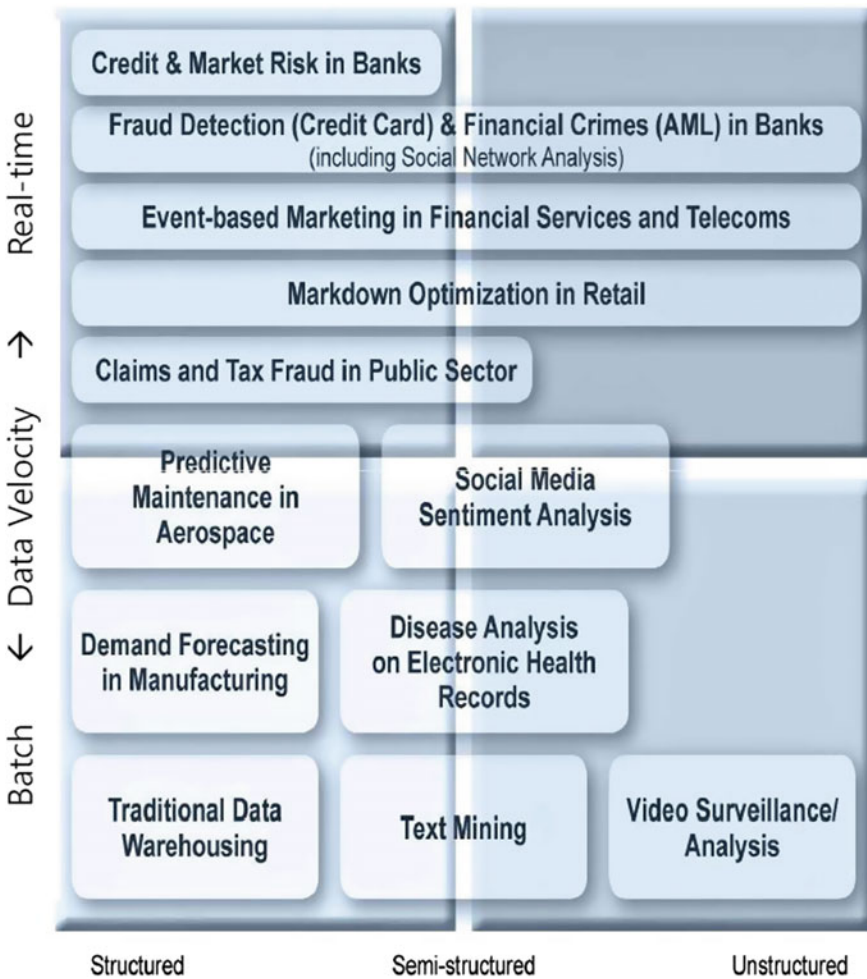 Credit & Market Risk in Banks
Fraud Detection (Credit Card) & Financial Crimes (AML) in Banks
(including Social Network Analysis)
Event-based Marketing in Financial Services and Telecoms
Markdown Optimization in Retail
Claims and Tax Fraud in Public Sector
Predictive
Maintenance in
Aerospace
Social Media
Sentiment Analysis
Demand Forecasting
in Manufacturing
Disease Analysis
on Electronic Health
Records
Traditional Data
Warehousing
Text Mining
Video Surveillance/
Analysis
Batch ← Data Velocity → Real-time
Structured
Semi-structured
Unstructured